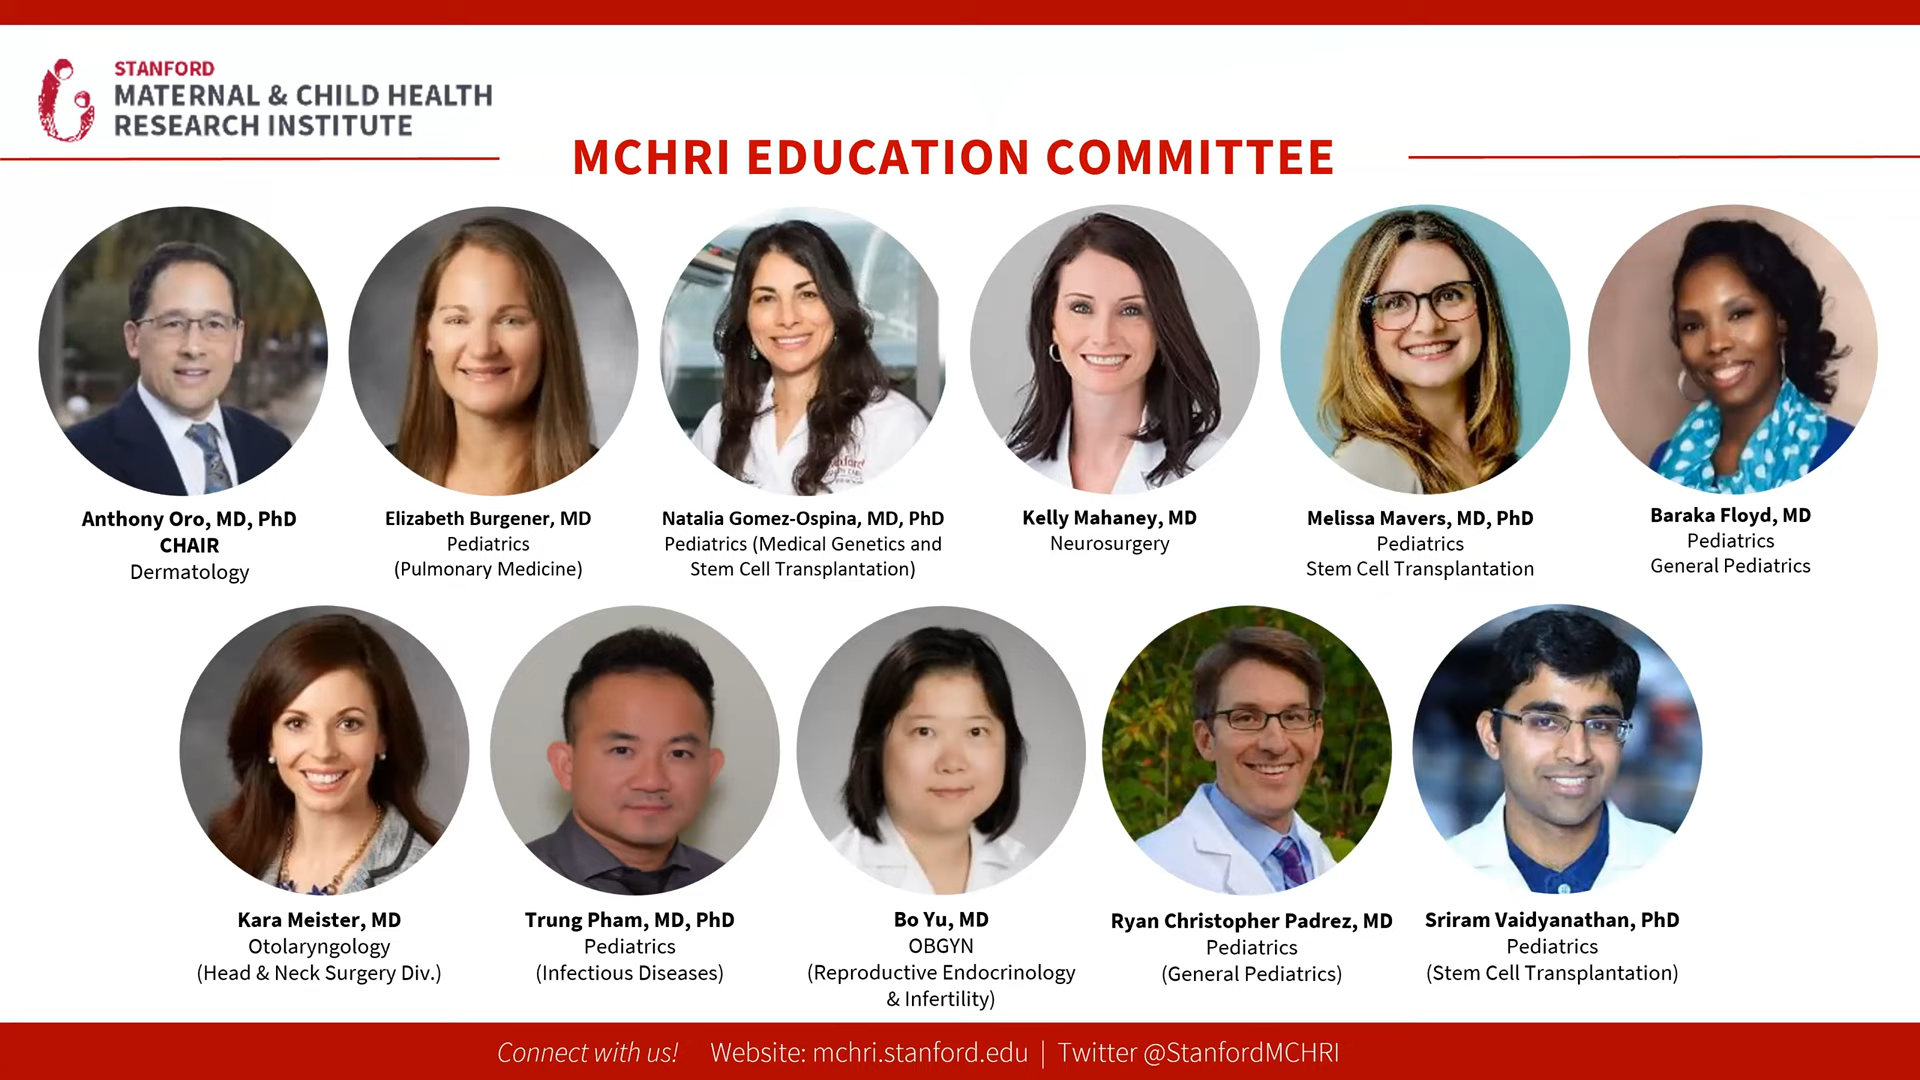 STANFORD
MATERNAL & CHILD HEALTH
RESEARCH INSTITUTE
MCHRI EDUCATION COMMITTEE
Anthony Oro, MD, PhD
CHAIR
Dermatology
Elizabeth Burgener, MD
Pediatrics
(Pulmonary Medicine)
Natalia Gomez-Ospina, MD, PhD
Pediatrics (Medical Genetics and
Stem Cell Transplantation)
Kelly Mahaney, MD
Neurosurgery
Melissa Mavers, MD, PhD
Pediatrics
Stem Cell Transplantation
Baraka Floyd, MD
Pediatrics
General Pediatrics
Kara Meister, MD
Otolaryngology
(Head & Neck Surgery Div.)
Trung Pham, MD, PhD
Pediatrics
(Infectious Diseases)
Bo Yu, MD
OBGYN
(Reproductive Endocrinology
& Infertility)
Ryan Christopher Padrez, MD
Pediatrics
(General Pediatrics)
Sriram Vaidyanathan, PhD
Pediatrics
(Stem Cell Transplantation)
Connect with us! Website: mchri.stanford.edu | Twitter @StanfordMCHRI